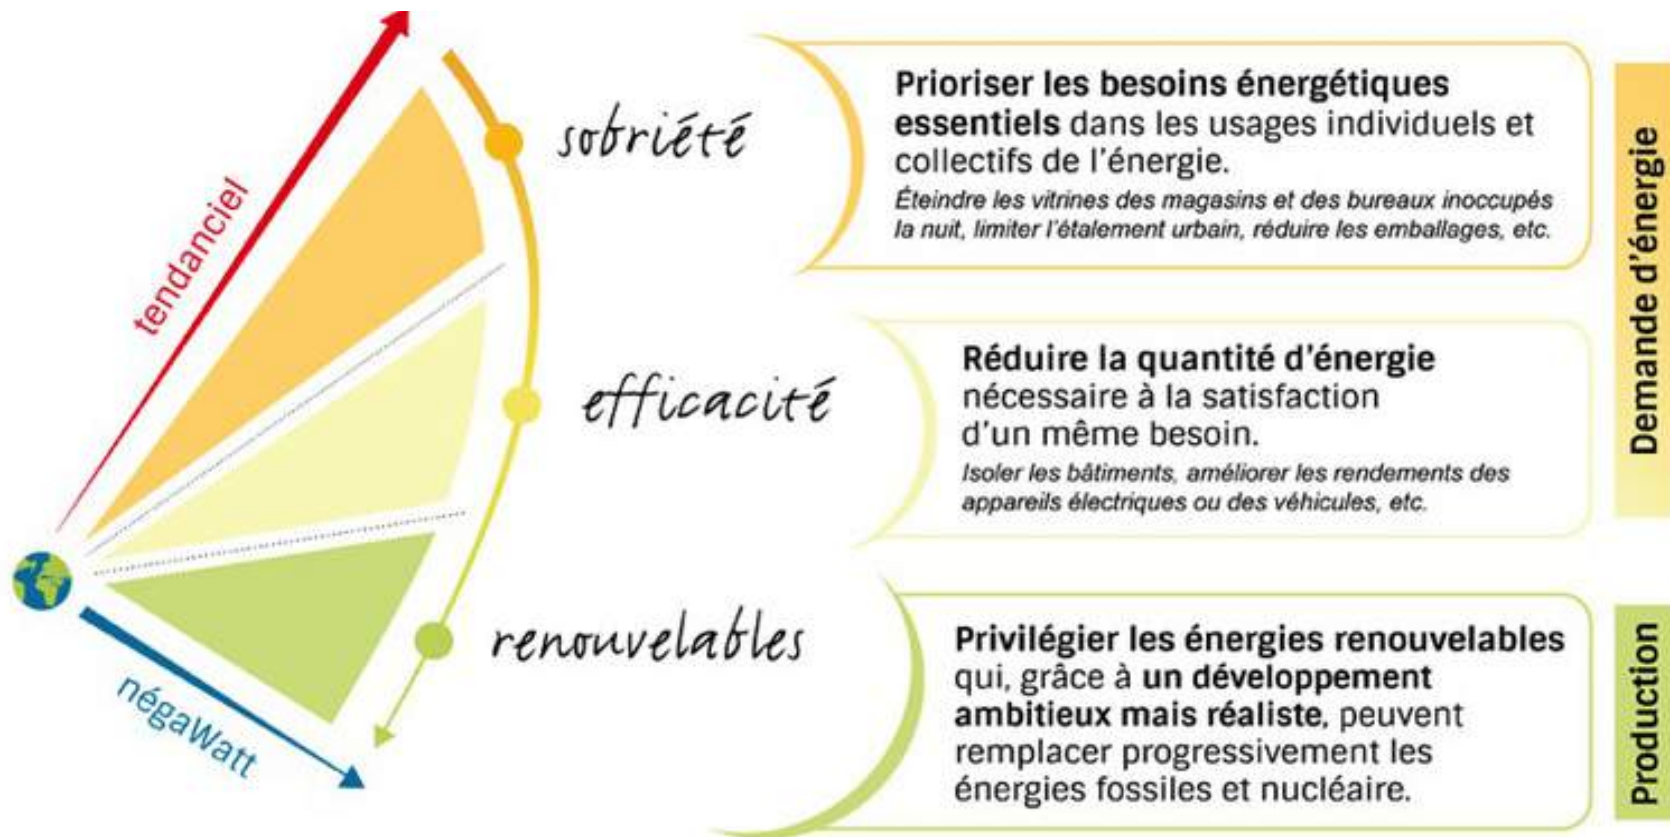 tendanciel
négaWatt
sobriété
Prioriser les besoins énergétiques
essentiels dans les usages individuels et
collectifs de l'énergie.
Éteindre les vitrines des magasins et des bureaux inoccupés
la nuit, limiter l'étalement urbain, réduire les emballages, etc.
efficacité
Réduire la quantité d'énergie
nécessaire à la satisfaction
d'un même besoin.
Isoler les bâtiments, améliorer les rendements des
appareils électriques ou des véhicules, etc.
Demande d'énergie
renouvelables
Privilégier les énergies renouvelables
qui, grâce à un développement
ambitieux mais réaliste, peuvent
remplacer progressivement les
énergies fossiles et nucléaire.
Production